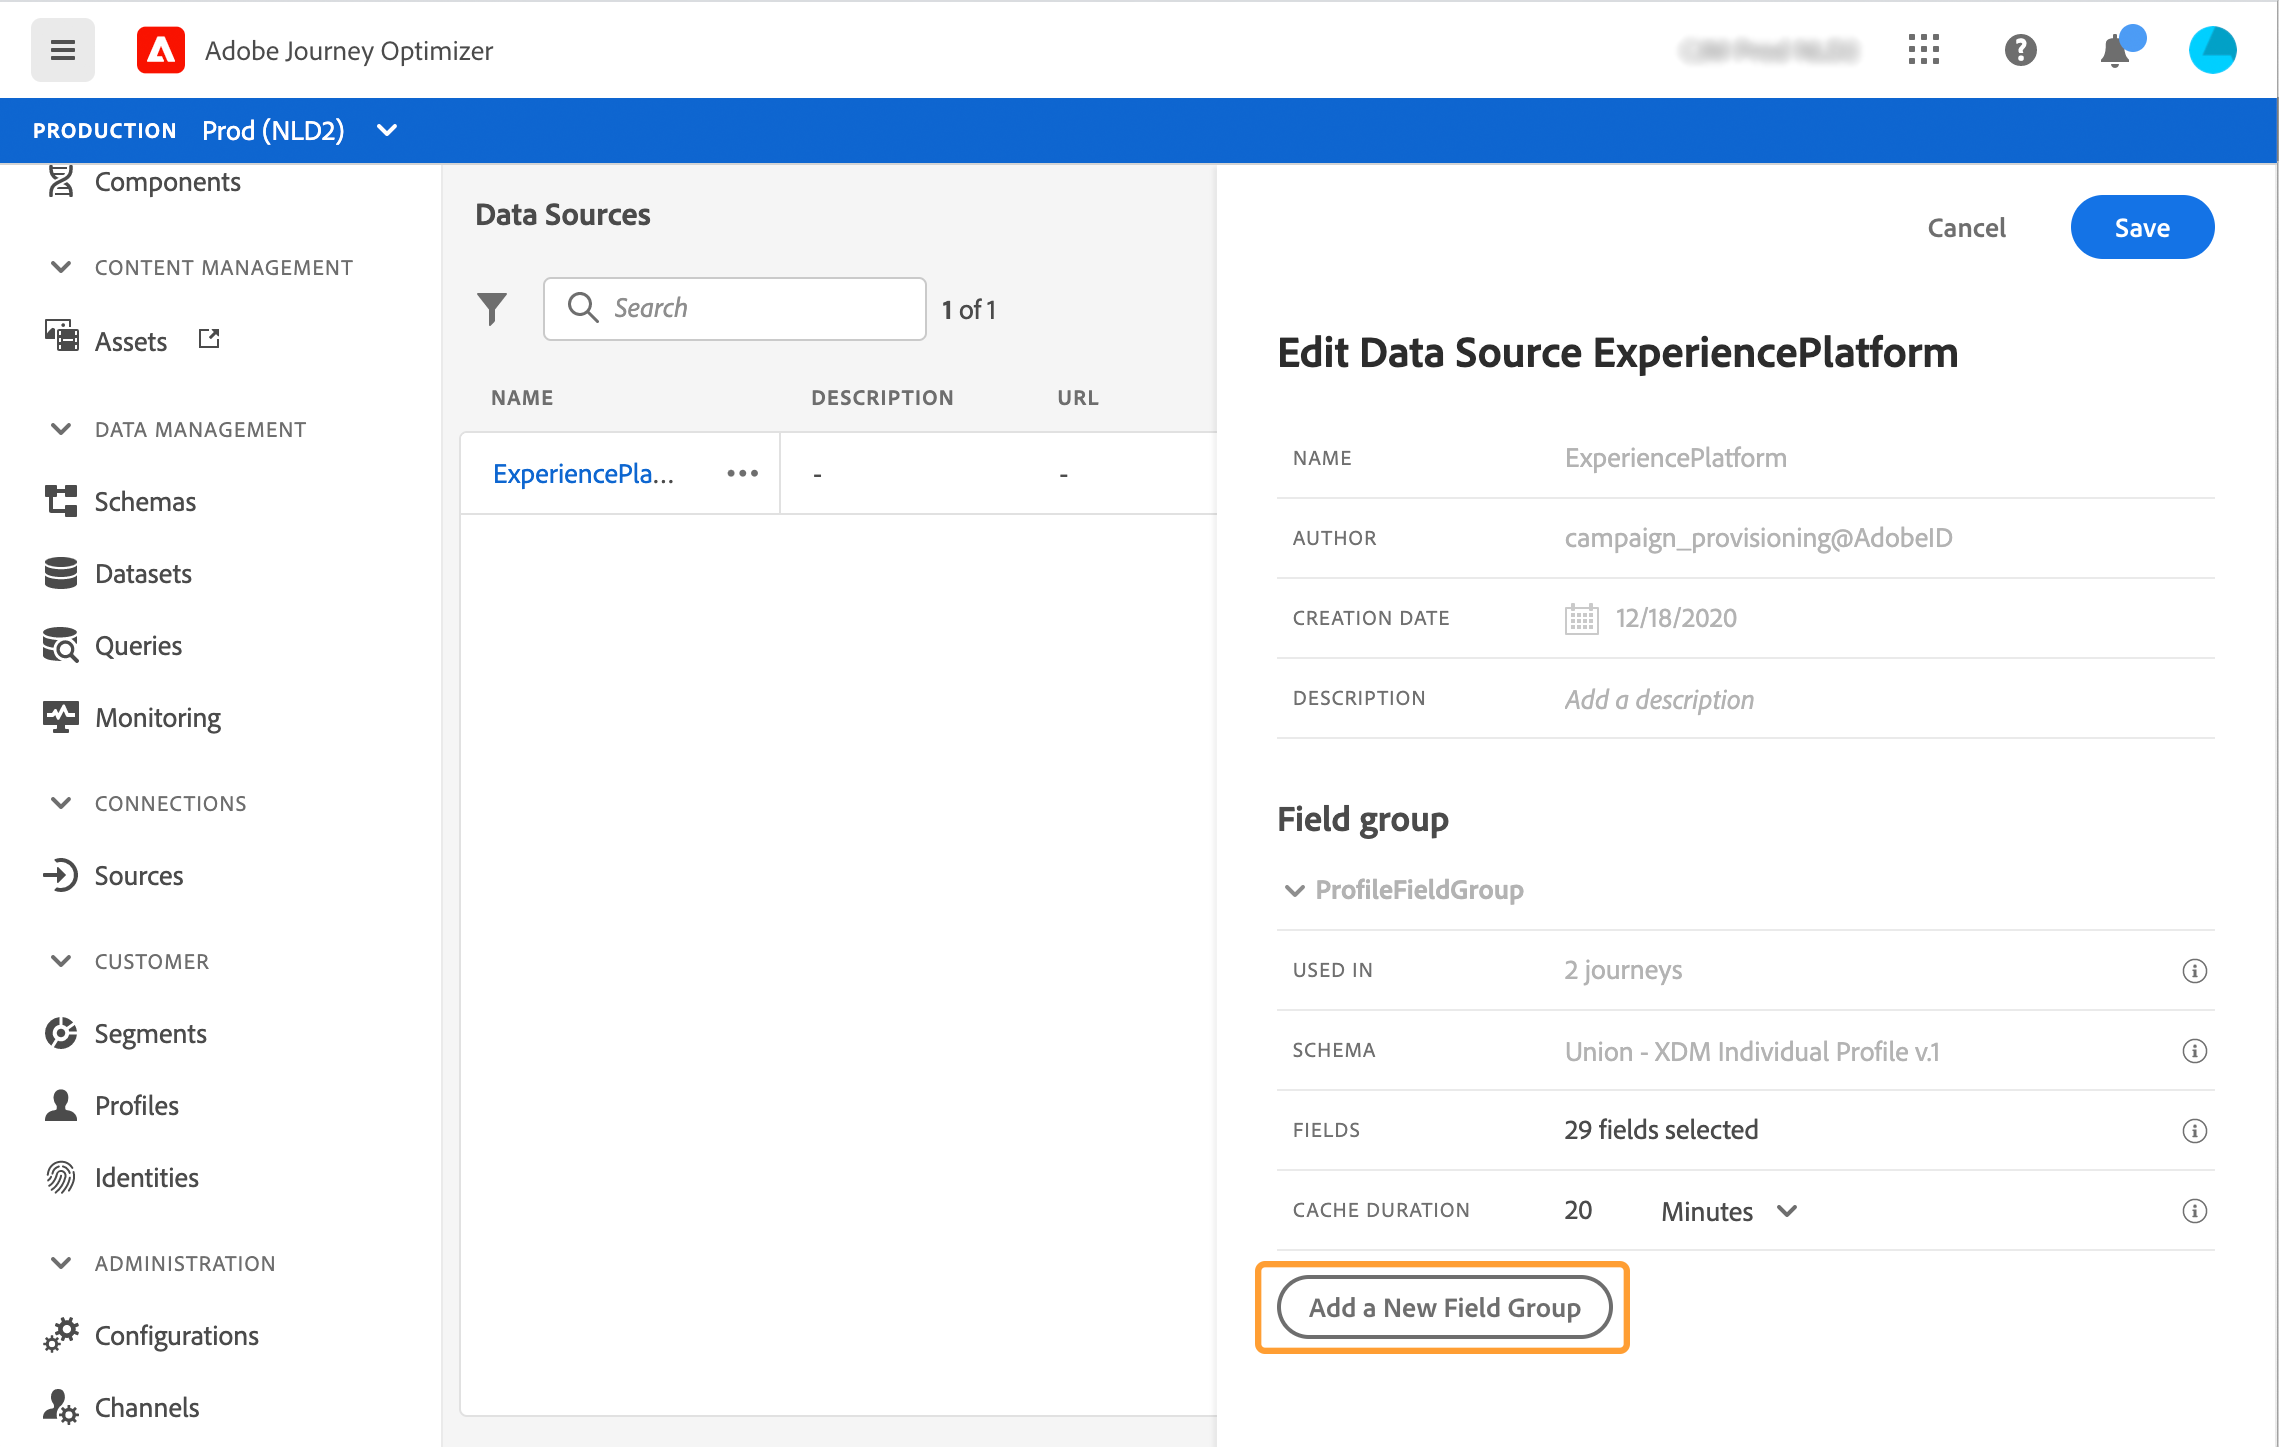 Adobe Journey Optimizer
PRODUCTION Prod (NLD2)
Components
CONTENT MANAGEMENT
Assets
DATA MANAGEMENT
Schemas
Datasets
Queries
Monitoring
CONNECTIONS
Sources
CUSTOMER
Segments
Profiles
Identities
ADMINISTRATION
Configurations
Channels
Data Sources
Search 1 of 1
NAME DESCRIPTION URL
ExperiencePla... - -
Cancel Save
Edit Data Source ExperiencePlatform
NAME ExperiencePlatform
AUTHOR campaign_provisioning@AdobeID
CREATION DATE 12/18/2020
DESCRIPTION Add a description
Field group
ProfileFieldGroup
USED IN 2 journeys
SCHEMA Union - XDM Individual Profile v.1
FIELDS 29 fields selected
CACHE DURATION 20 Minutes
Add a New Field Group